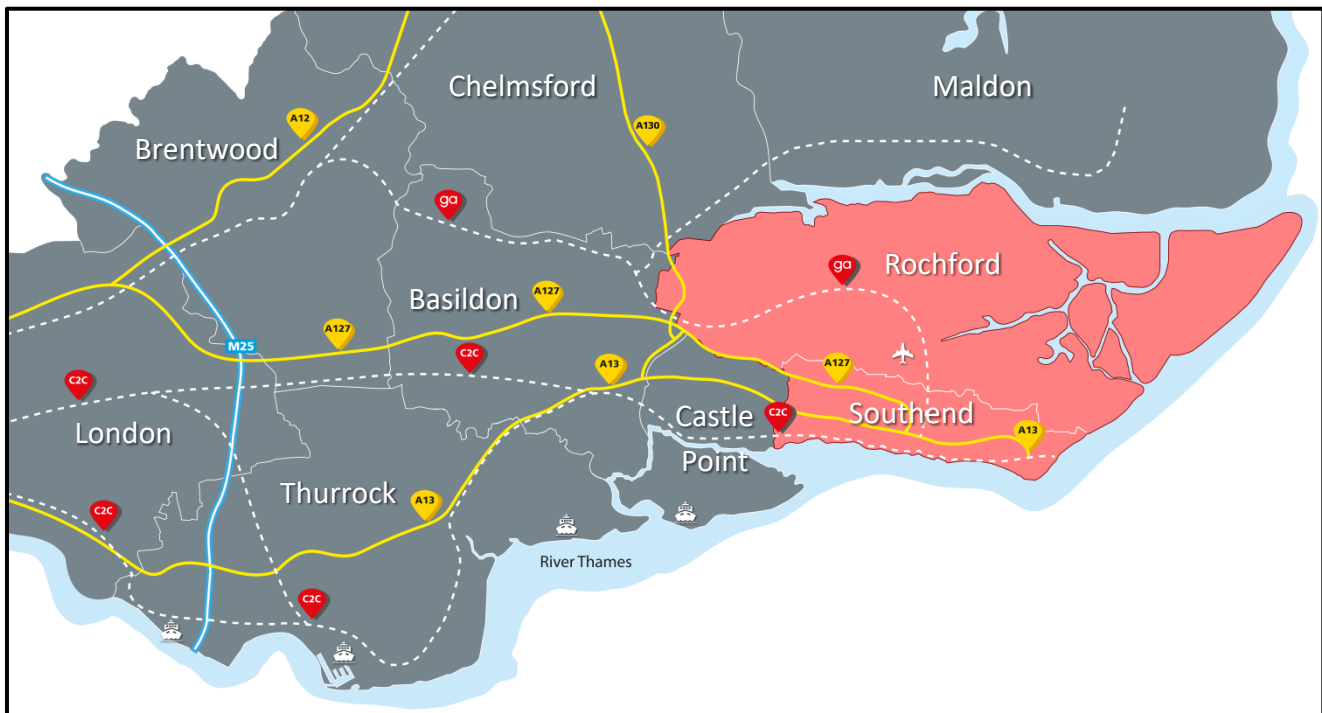 Chelmsford
Maldon
A12
A130
Brentwood
ga
ga
Rochford
Basildon
A127
A127
M25
C2C
C2C
A13
A127
Castle
Point
C2C
Southend
A13
London
Thurrock
A13
C2C
River Thames
C2C